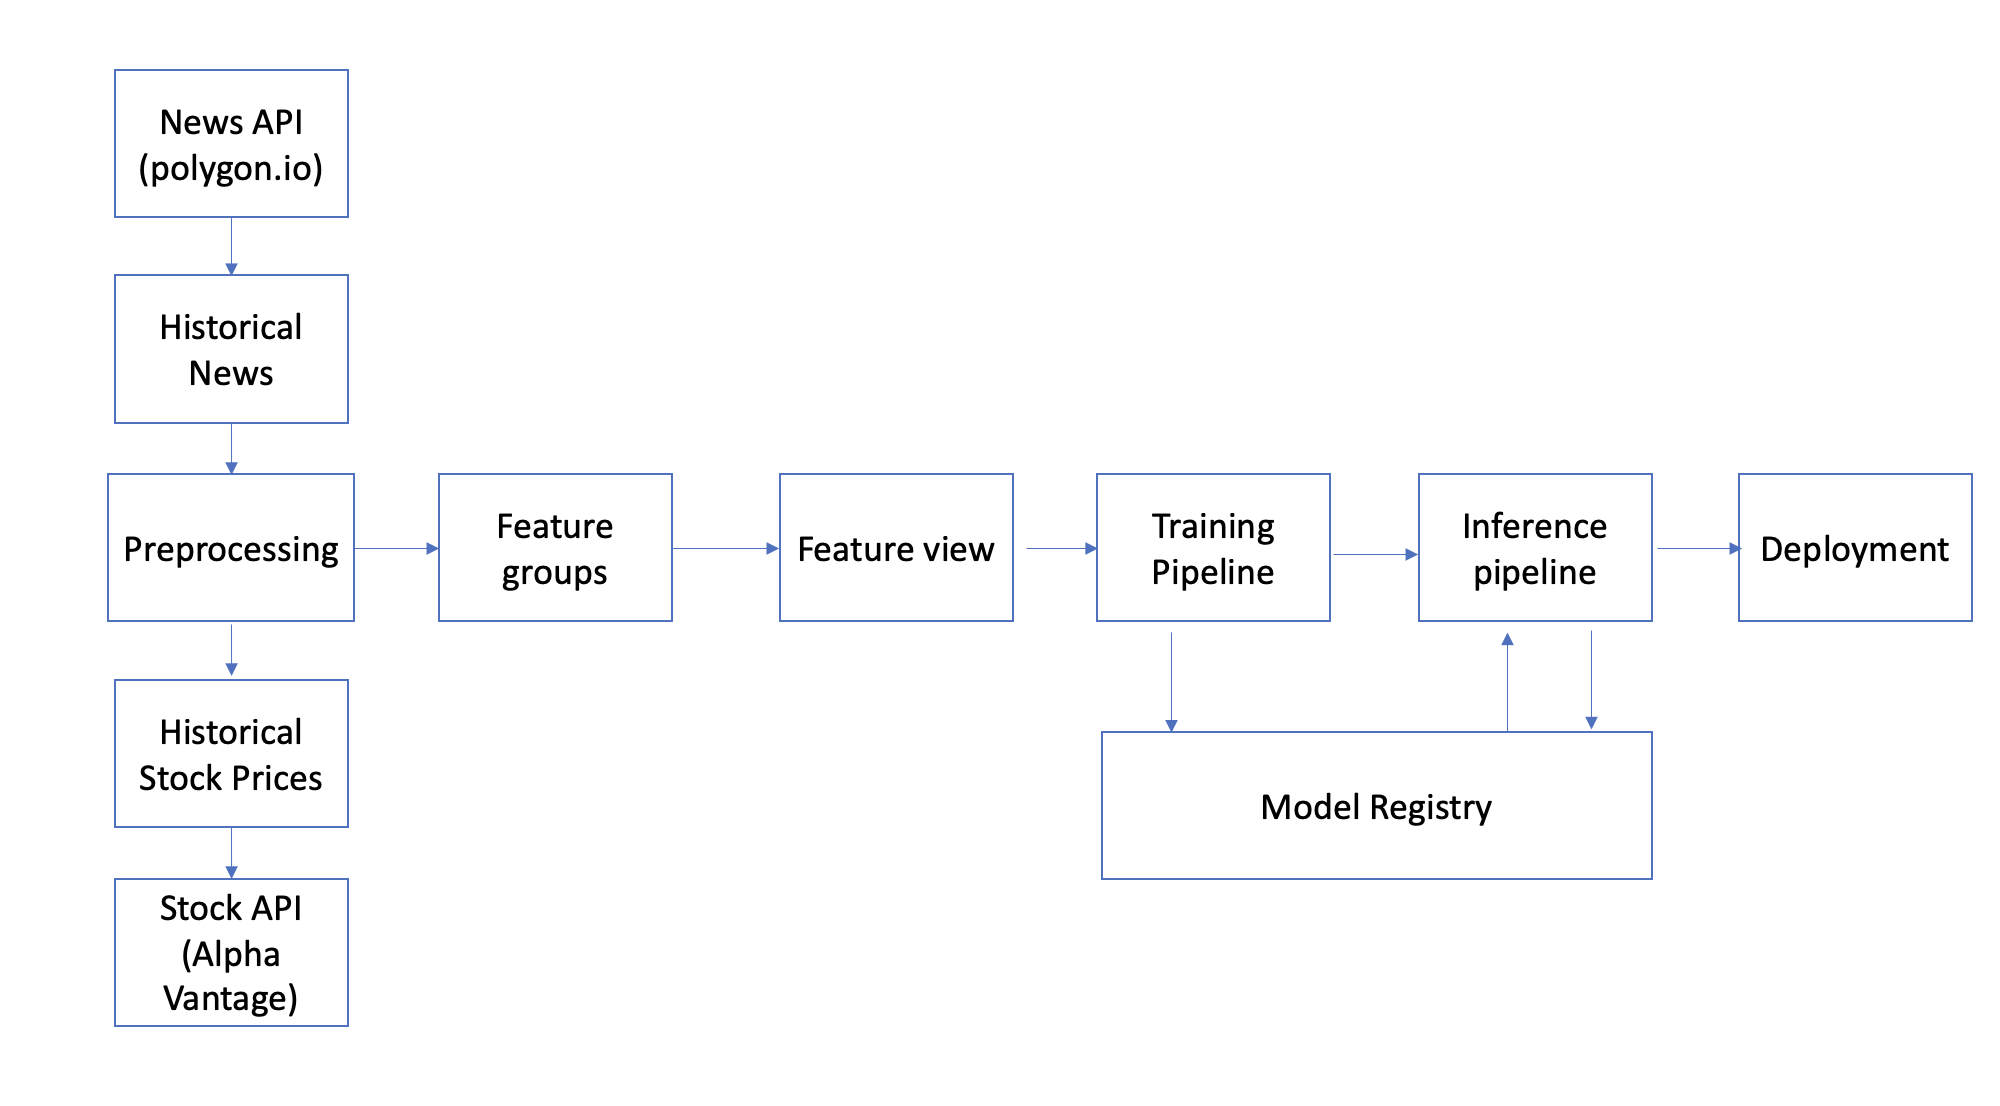 News API
(polygon.io)
Historical
News
Preprocessing
Feature
groups
Feature view
Training
Pipeline
Inference
pipeline
Deployment
Historical
Stock Prices
Model Registry
Stock API
(Alpha
Vantage)